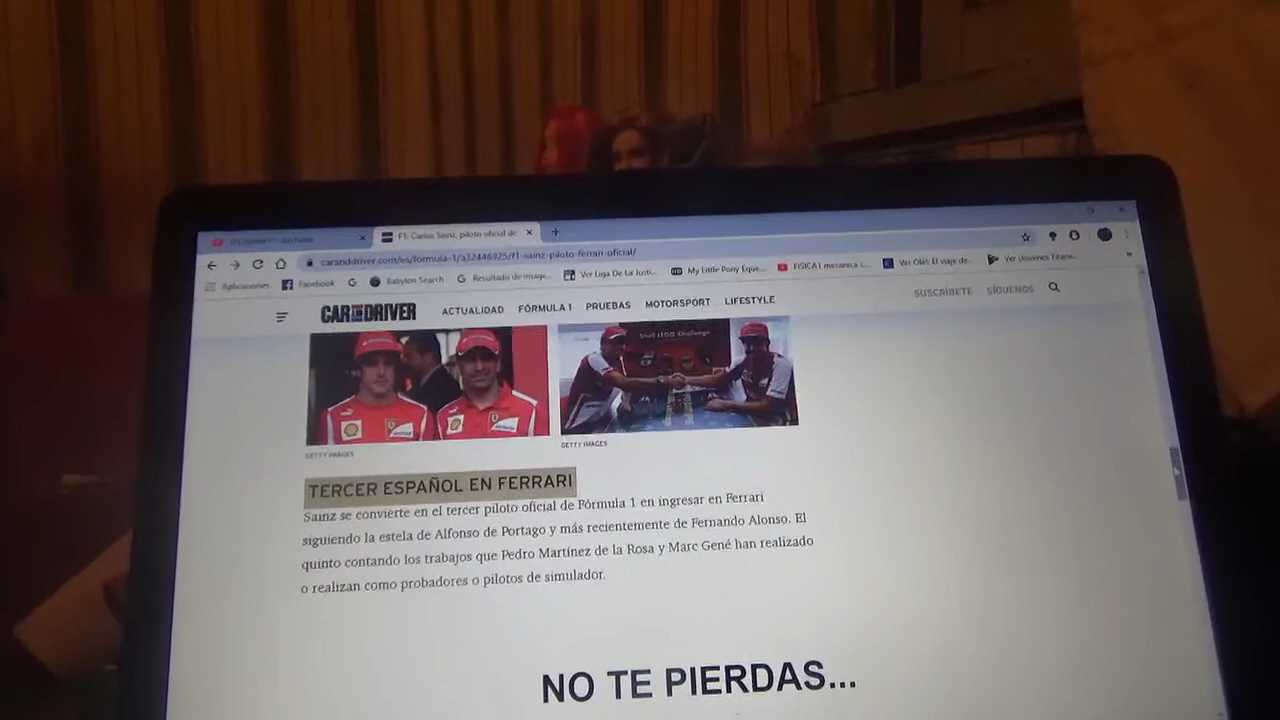 F1: Carlos Sainz, piloto oficial de
caranddriver.com/es/formula-1/a32446925/f1-sainz-piloto-ferrari-oficial/
Aplicaciones Facebook Babylon Search Resultado de image... Ver Liga De La Justi... HD My Little Pony Eque... FISICA I mecanica c... Ver Olé!: El viaje de... Ver ¡Jóvenes Titane...
CAR AND DRIVER ACTUALIDAD FÓRMULA 1 PRUEBAS MOTORSPORT LIFESTYLE SUSCRÍBETE SÍGUENOS
GETTY IMAGES GETTY IMAGES
TERCER ESPAÑOL EN FERRARI
Sainz se convierte en el tercer piloto oficial de Fórmula 1 en ingresar en Ferrari
siguiendo la estela de Alfonso de Portago y más recientemente de Fernando Alonso. El
quinto contando los trabajos que Pedro Martínez de la Rosa y Marc Gené han realizado
o realizan como probadores o pilotos de simulador.
NO TE PIERDAS...